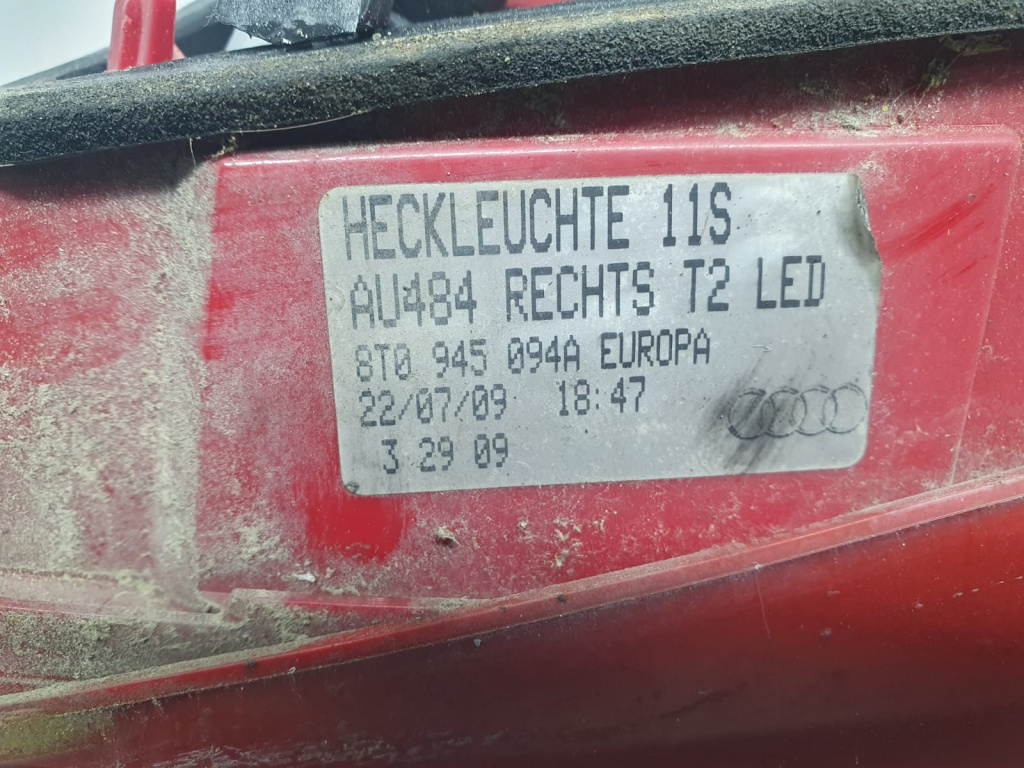 HECKLEUCHTE 11S
AU484 RECHTS T2 LED
8T0 945 094A EUROPA
22/07/09 18:47
3 29 09